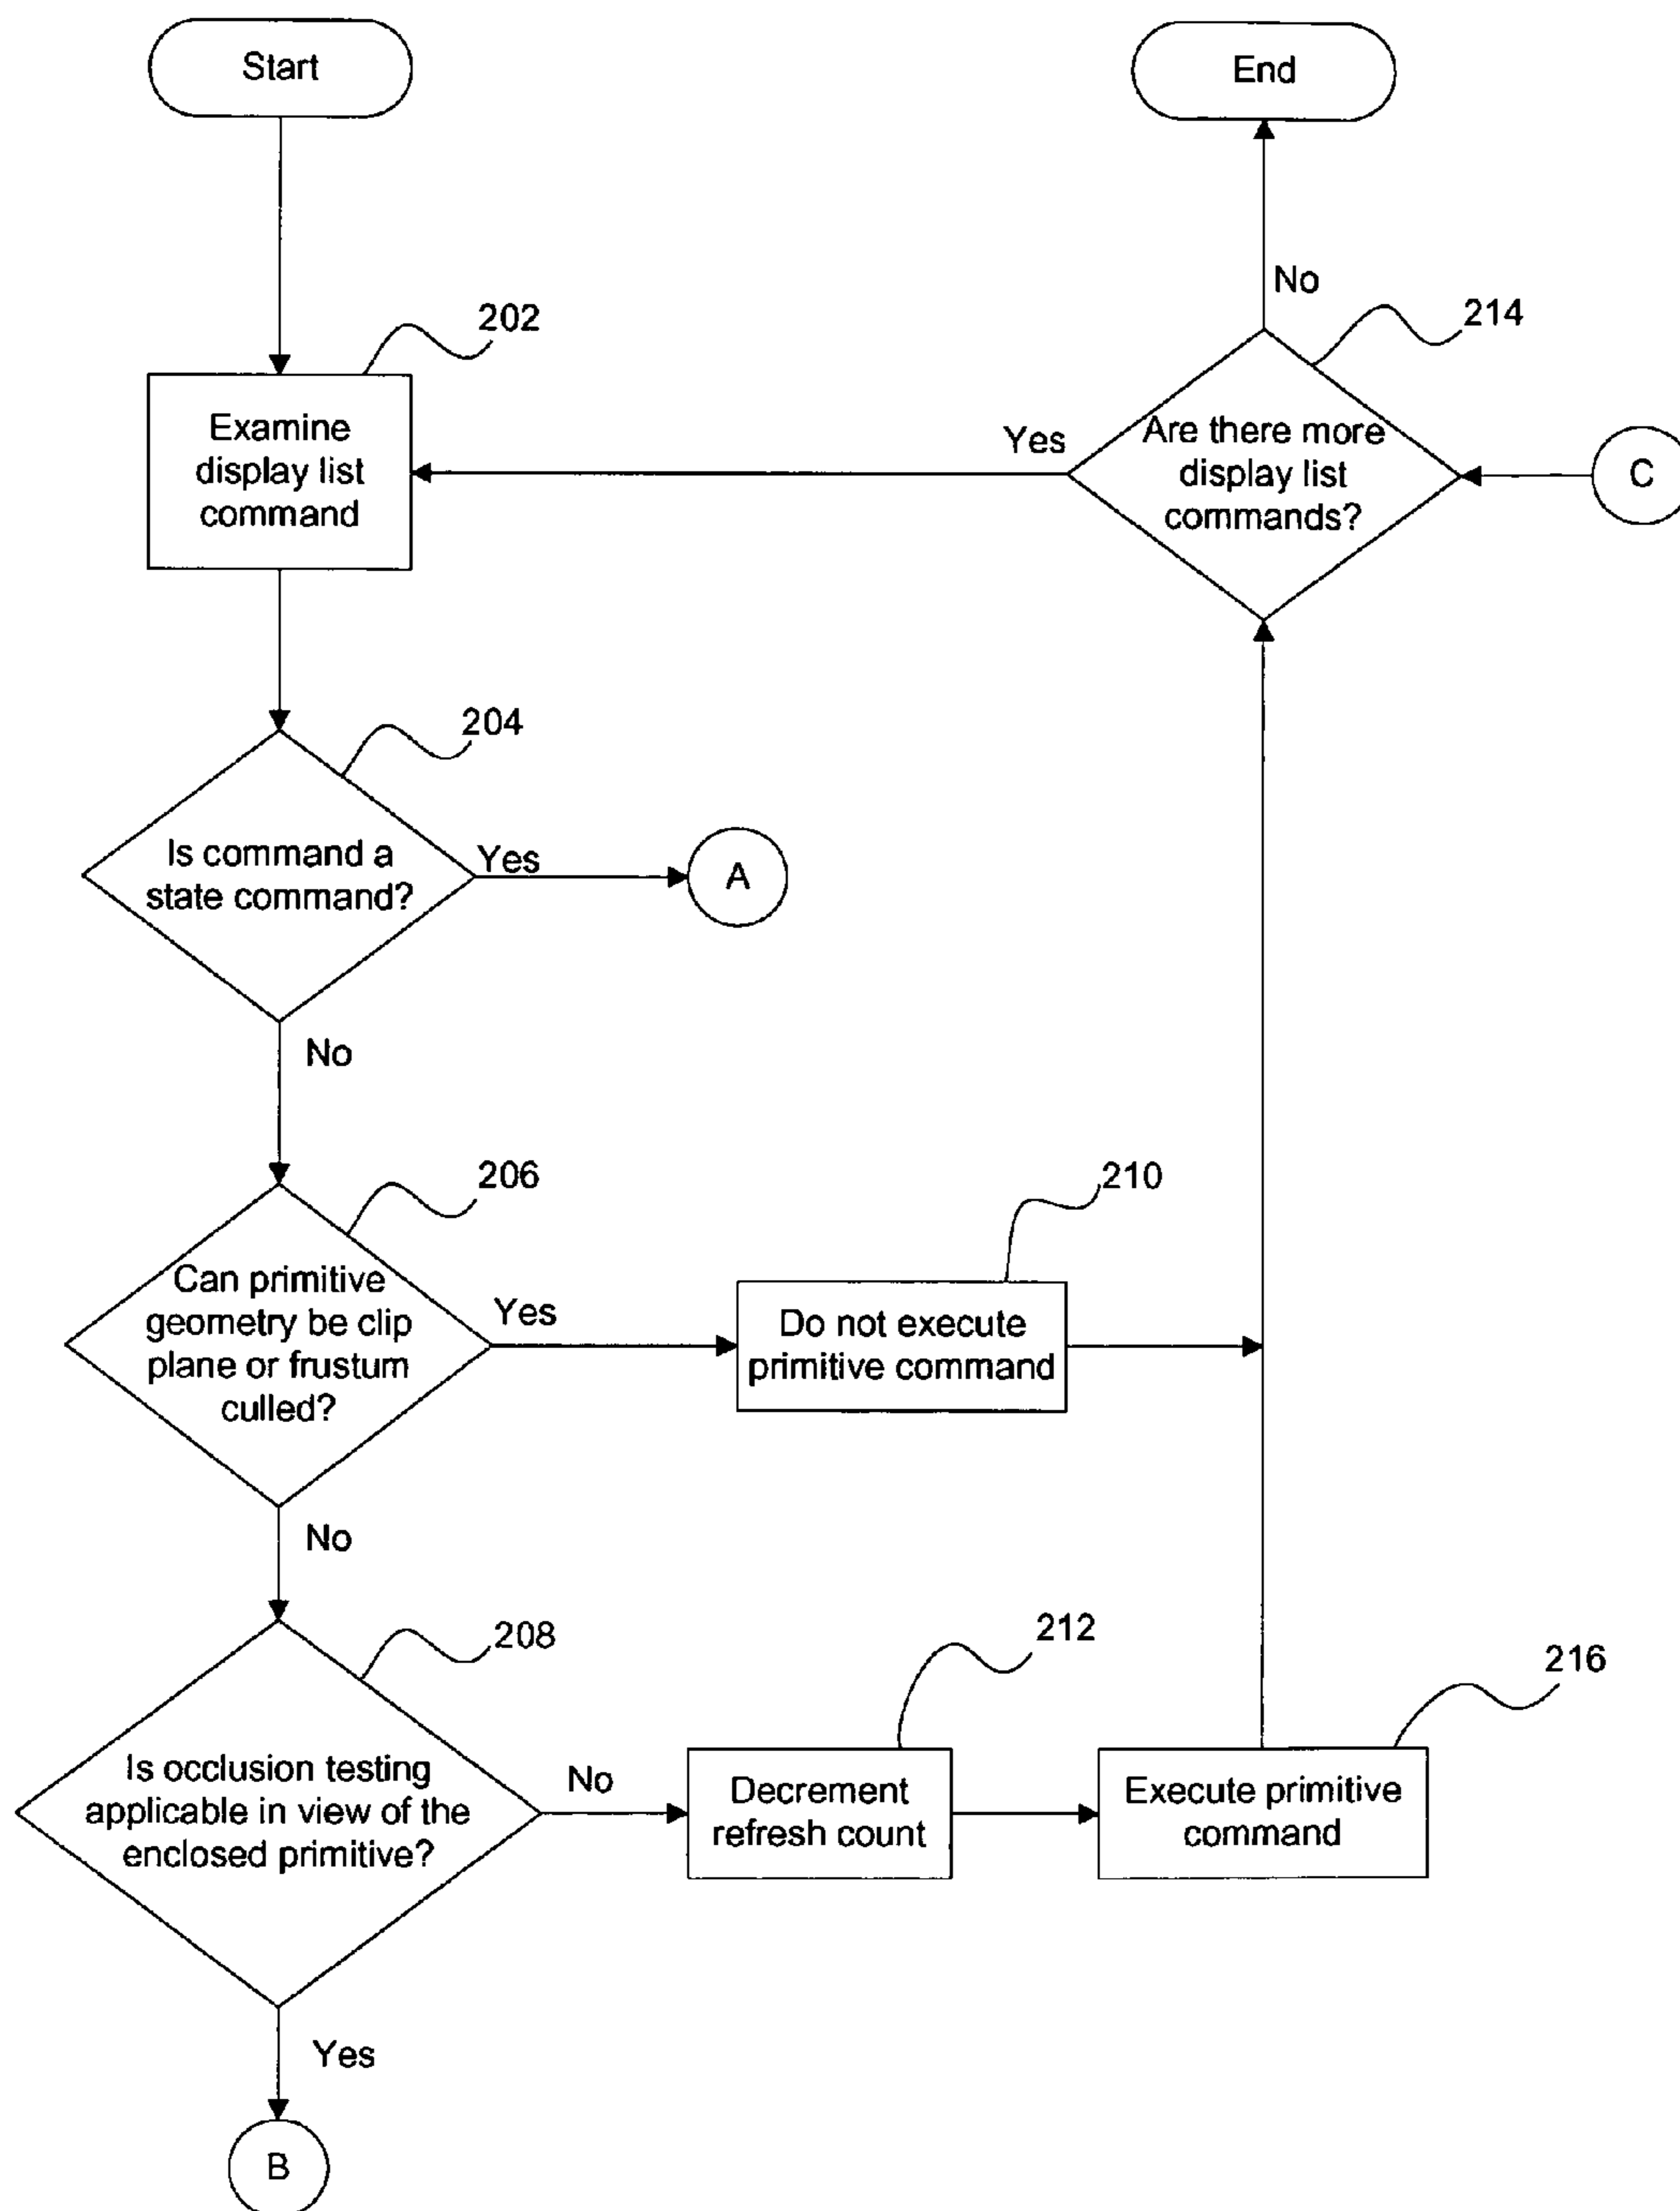 Start
End
No
202
214
Examine
display list
command
Yes
Are there more
display list
commands?
C
204
Is command a
state command?
Yes
A
No
206
210
Can primitive
geometry be clip
plane or frustum
culled?
Yes
Do not execute
primitive command
No
208
212
216
Is occlusion testing
applicable in view of the
enclosed primitive?
No
Decrement
refresh count
Execute primitive
command
Yes
B